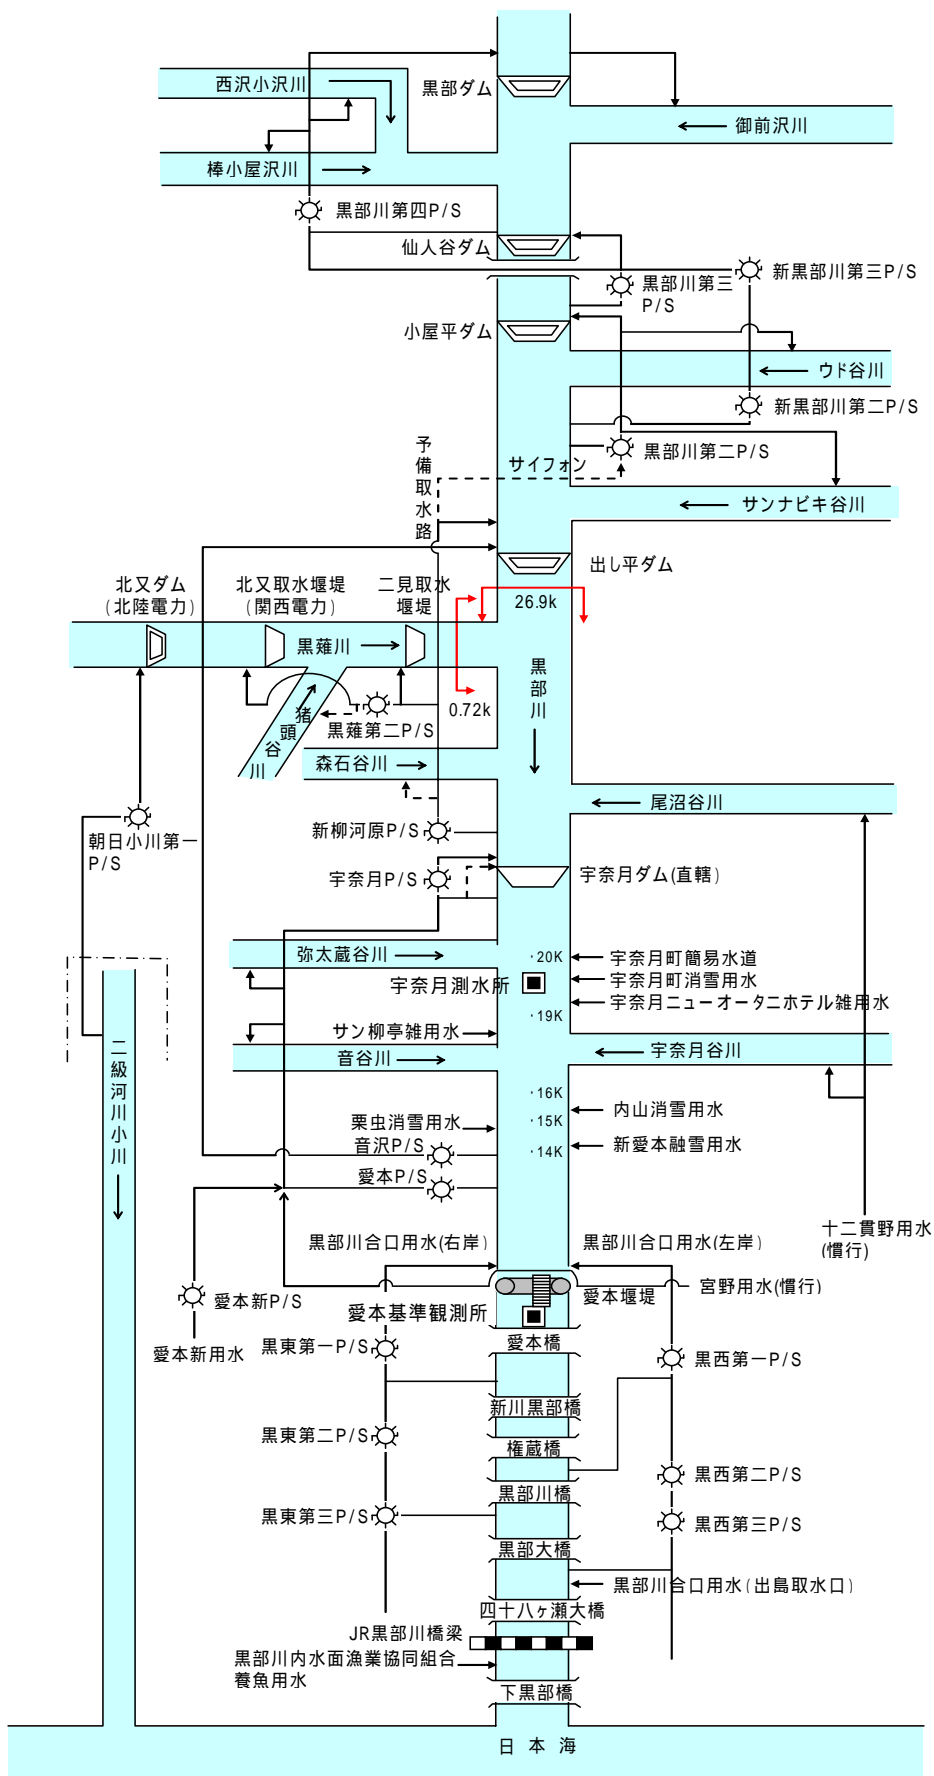 西沢小沢川
黒部ダム
御前沢川
棒小屋沢川
黒部川第四P/S
仙人谷ダム
黒部川第三
P/S
新黒部川第三P/S
小屋平ダム
ウド谷川
新黒部川第二P/S
予備取水路
サイフォン
黒部川第二P/S
サンナビキ谷川
出し平ダム
北又ダム
(北陸電力)
北又取水堰堤
(関西電力)
二見取水
堰堤
26.9k
黒薙川
黒部川
0.72k
猪頭谷川
黒薙第二P/S
森石谷川
尾沼谷川
朝日小川第一
P/S
新柳河原P/S
宇奈月P/S
宇奈月ダム(直轄)
弥太蔵谷川
・20K
宇奈月町簡易水道
宇奈月測水所
宇奈月町消雪用水
宇奈月ニューオータニホテル雑用水
・19K
サン柳亭雑用水
音谷川
宇奈月谷川
二級河川小川
・16K
内山消雪用水
栗虫消雪用水
・15K
音沢P/S
・14K
新愛本融雪用水
愛本P/S
十二貫野用水
(慣行)
黒部川合口用水(右岸)
黒部川合口用水(左岸)
宮野用水(慣行)
愛本堰堤
愛本新P/S
愛本基準観測所
愛本新用水
黒東第一P/S
愛本橋
黒西第一P/S
新川黒部橋
黒東第二P/S
権蔵橋
黒西第二P/S
黒部川橋
黒東第三P/S
黒西第三P/S
黒部大橋
黒部川合口用水(出島取水口)
四十八ヶ瀬大橋
JR黒部川橋梁
黒部川内水面漁業協同組合
養魚用水
下黒部橋
日本海